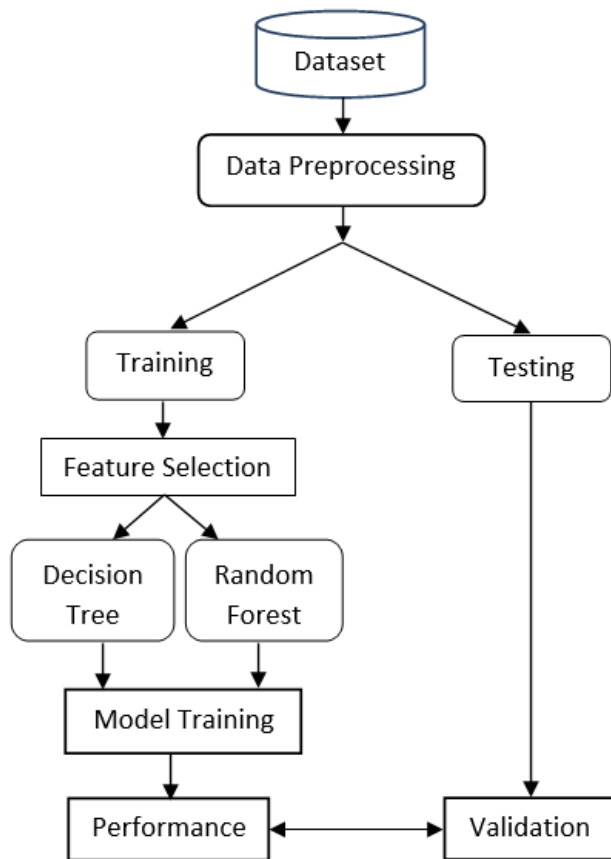 Dataset
Data Preprocessing
Training
Testing
Feature Selection
Decision
Tree
Random
Forest
Model Training
Performance
Validation